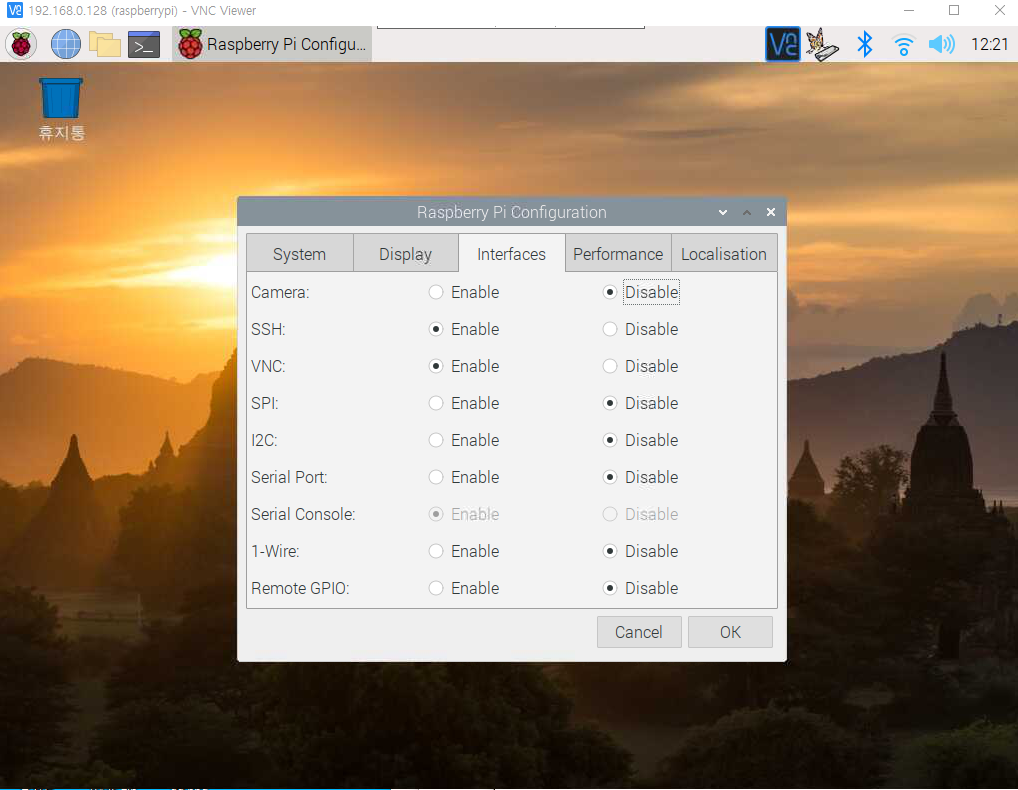 192.168.0.128 (raspberrypi) - VNC Viewer
Raspberry Pi Configu...
12:21
휴지통
Raspberry Pi Configuration
System Display Interfaces Performance Localisation
Camera: Enable Disable
SSH: Enable Disable
VNC: Enable Disable
SPI: Enable Disable
I2C: Enable Disable
Serial Port: Enable Disable
Serial Console: Enable Disable
1-Wire: Enable Disable
Remote GPIO: Enable Disable
Cancel OK